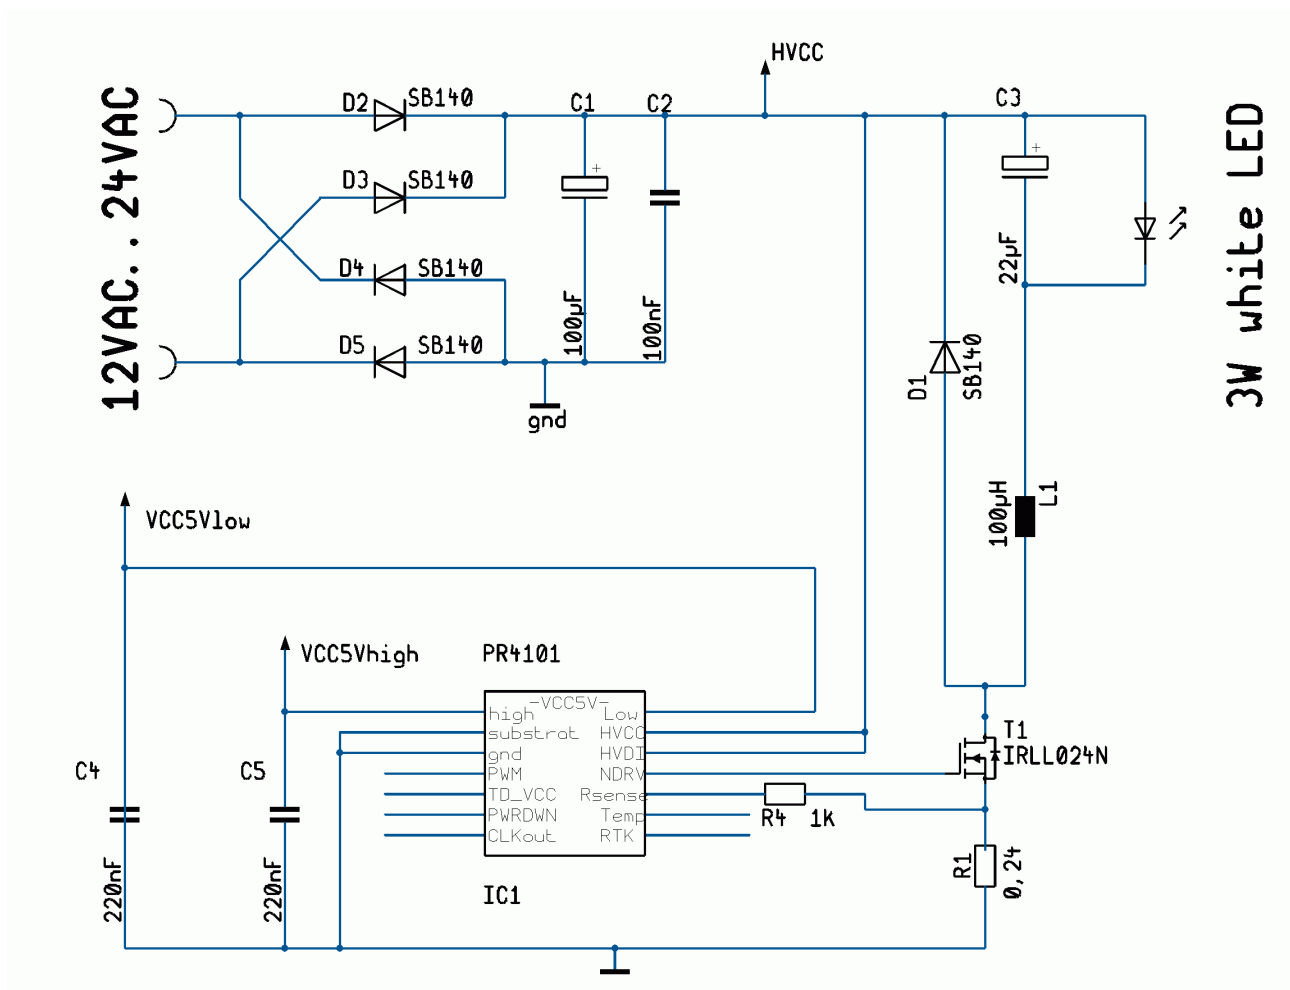 HVCC
12VAC..24VAC
3W white LED
D2
SB140
C1
+
C2
C3
+
D3
SB140
D4
SB140
D5
SB140
100µF
100nF
22µF
gnd
D1
SB140
100µH
L1
VCC5Vlow
VCC5Vhigh
PR4101
-VCC5V-
high
Low
substrat
HVCC
gnd
HVDI
PWM
NDRV
TD_VCC
Rsense
PWRDWN
Temp
CLKout
RTK
IC1
T1
IRLL024N
R4
1K
R1
0,24
C4
220nF
C5
220nF